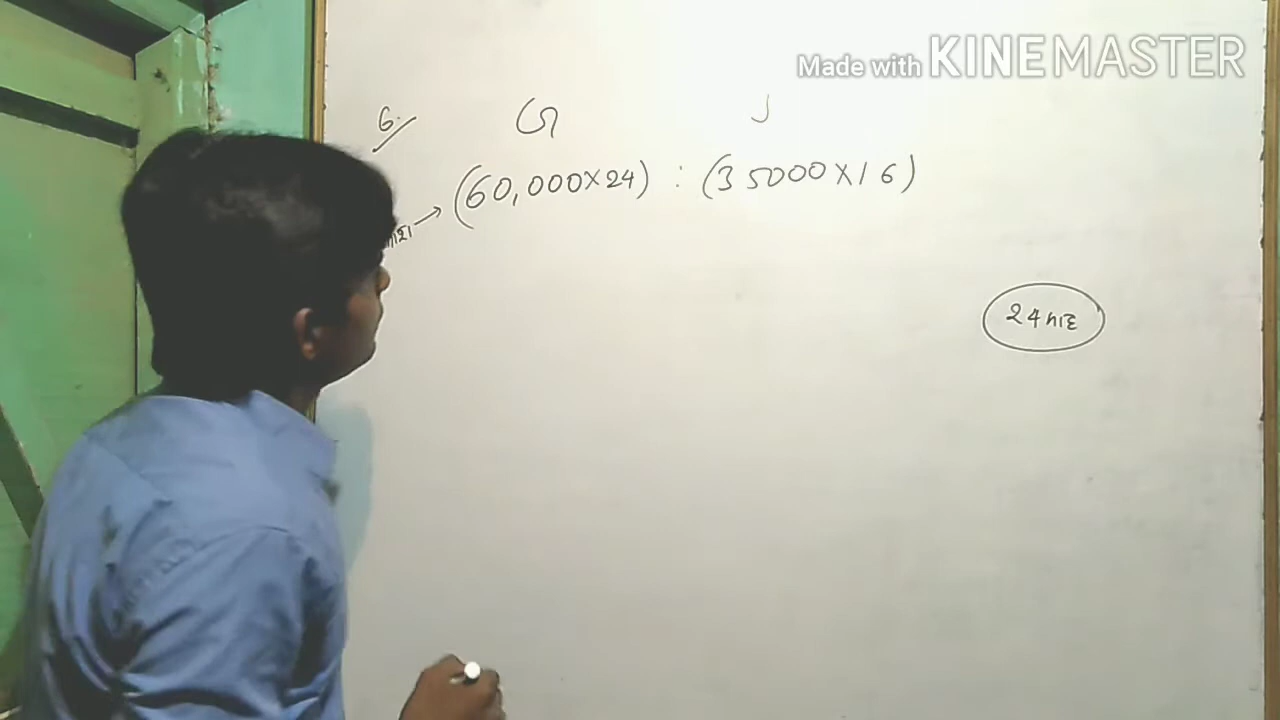 Made with KINEMASTER
6. G J
(60,000×24) : (35000×16)
24 माह